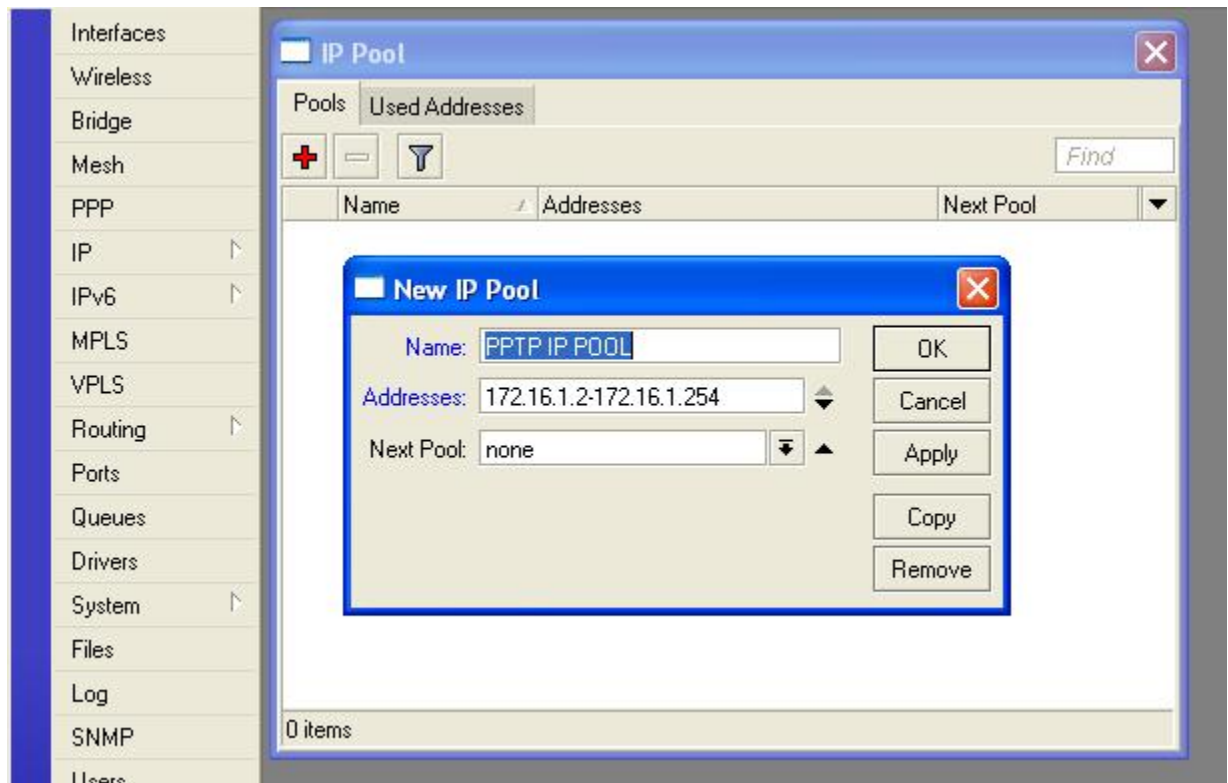 Interfaces
Wireless
Bridge
Mesh
PPP
IP
IPv6
MPLS
VPLS
Routing
Ports
Queues
Drivers
System
Files
Log
SNMP
Users
IP Pool
Pools Used Addresses
Find
Name Addresses Next Pool
New IP Pool
Name: PPTP IP POOL OK
Addresses: 172.16.1.2-172.16.1.254 Cancel
Next Pool: none Apply
Copy
Remove
0 items